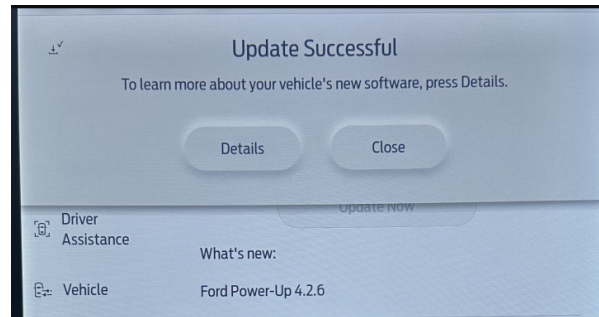 Update Successful
To learn more about your vehicle's new software, press Details.
Details
Close
Update Now
Driver
Assistance
What's new:
Vehicle
Ford Power-Up 4.2.6